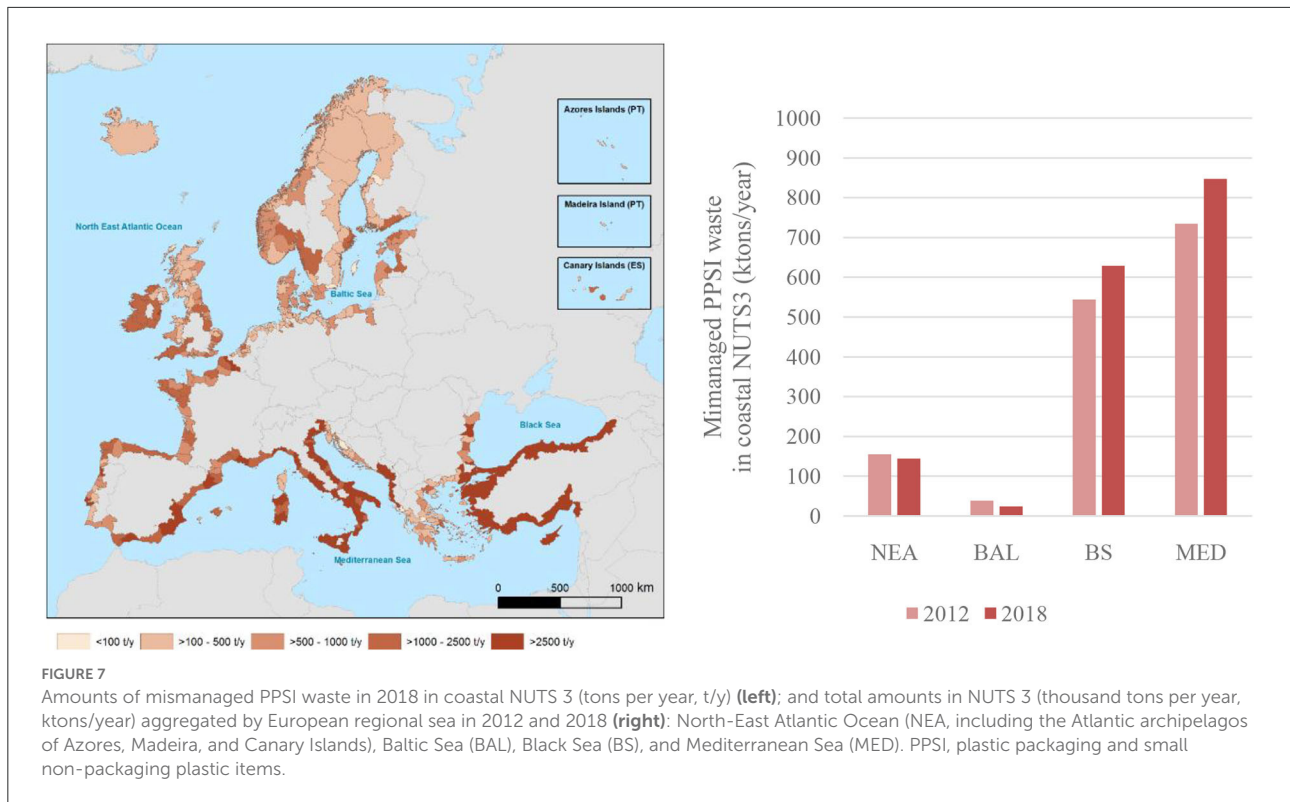 Azores Islands (PT)
Madeira Island (PT)
Canary Islands (ES)
North East Atlantic Ocean
Baltic Sea
Black Sea
Mediterranean Sea
0 500 1000 km
<100 t/y >100 - 500 t/y >500 - 1000 t/y >1000 - 2500 t/y >2500 t/y
Mimanaged PPSI waste
in coastal NUTS3 (ktons/year)
1000
900
800
700
600
500
400
300
200
100
0
NEA BAL BS MED
2012 2018
FIGURE 7
Amounts of mismanaged PPSI waste in 2018 in coastal NUTS 3 (tons per year, t/y) (left); and total amounts in NUTS 3 (thousand tons per year,
ktons/year) aggregated by European regional sea in 2012 and 2018 (right): North-East Atlantic Ocean (NEA, including the Atlantic archipelagos
of Azores, Madeira, and Canary Islands), Baltic Sea (BAL), Black Sea (BS), and Mediterranean Sea (MED). PPSI, plastic packaging and small
non-packaging plastic items.